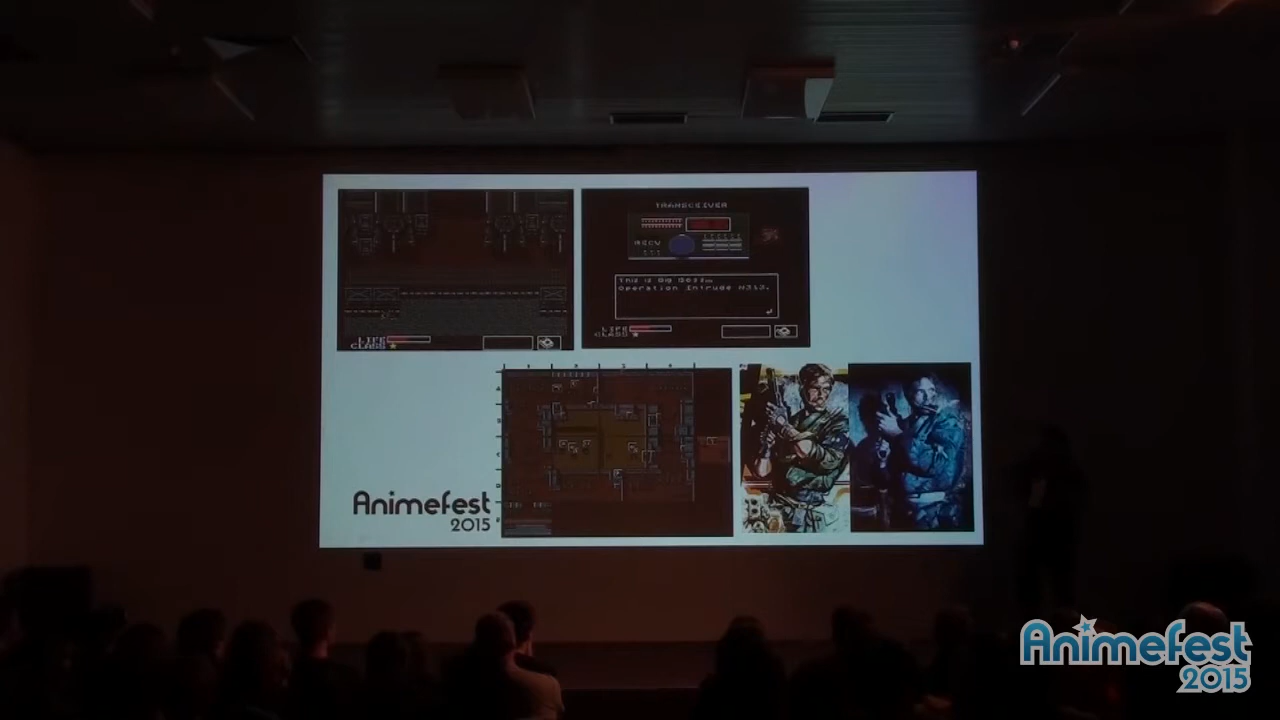 TRANSCEIVER
RECV
This is Big Boss...
Operation Intrude N313.
LIFE
CLASS ★
LIFE
CLASS ★
Animefest
2015
Animefest
2015